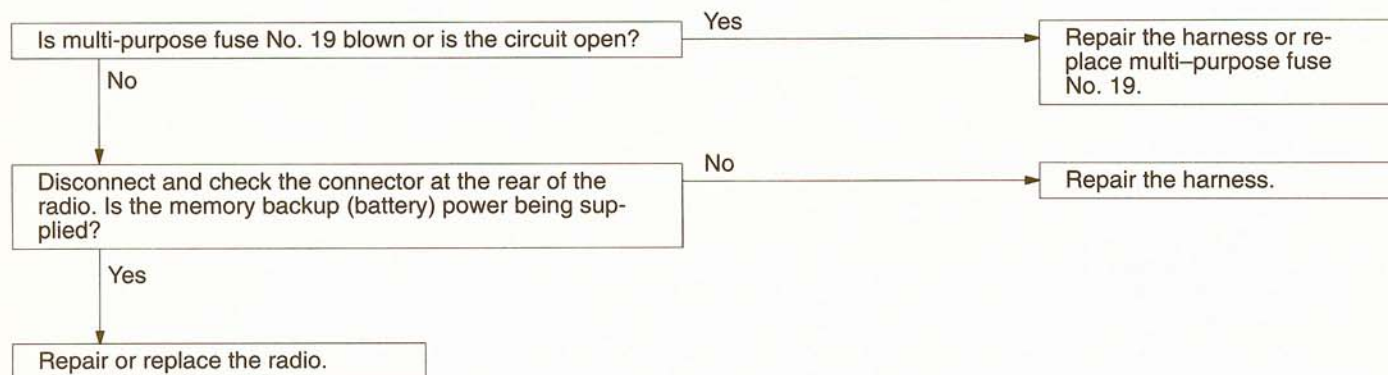 Is multi-purpose fuse No. 19 blown or is the circuit open?
Yes
Repair the harness or re-
place multi–purpose fuse
No. 19.
No
Disconnect and check the connector at the rear of the
radio. Is the memory backup (battery) power being sup-
plied?
No
Repair the harness.
Yes
Repair or replace the radio.